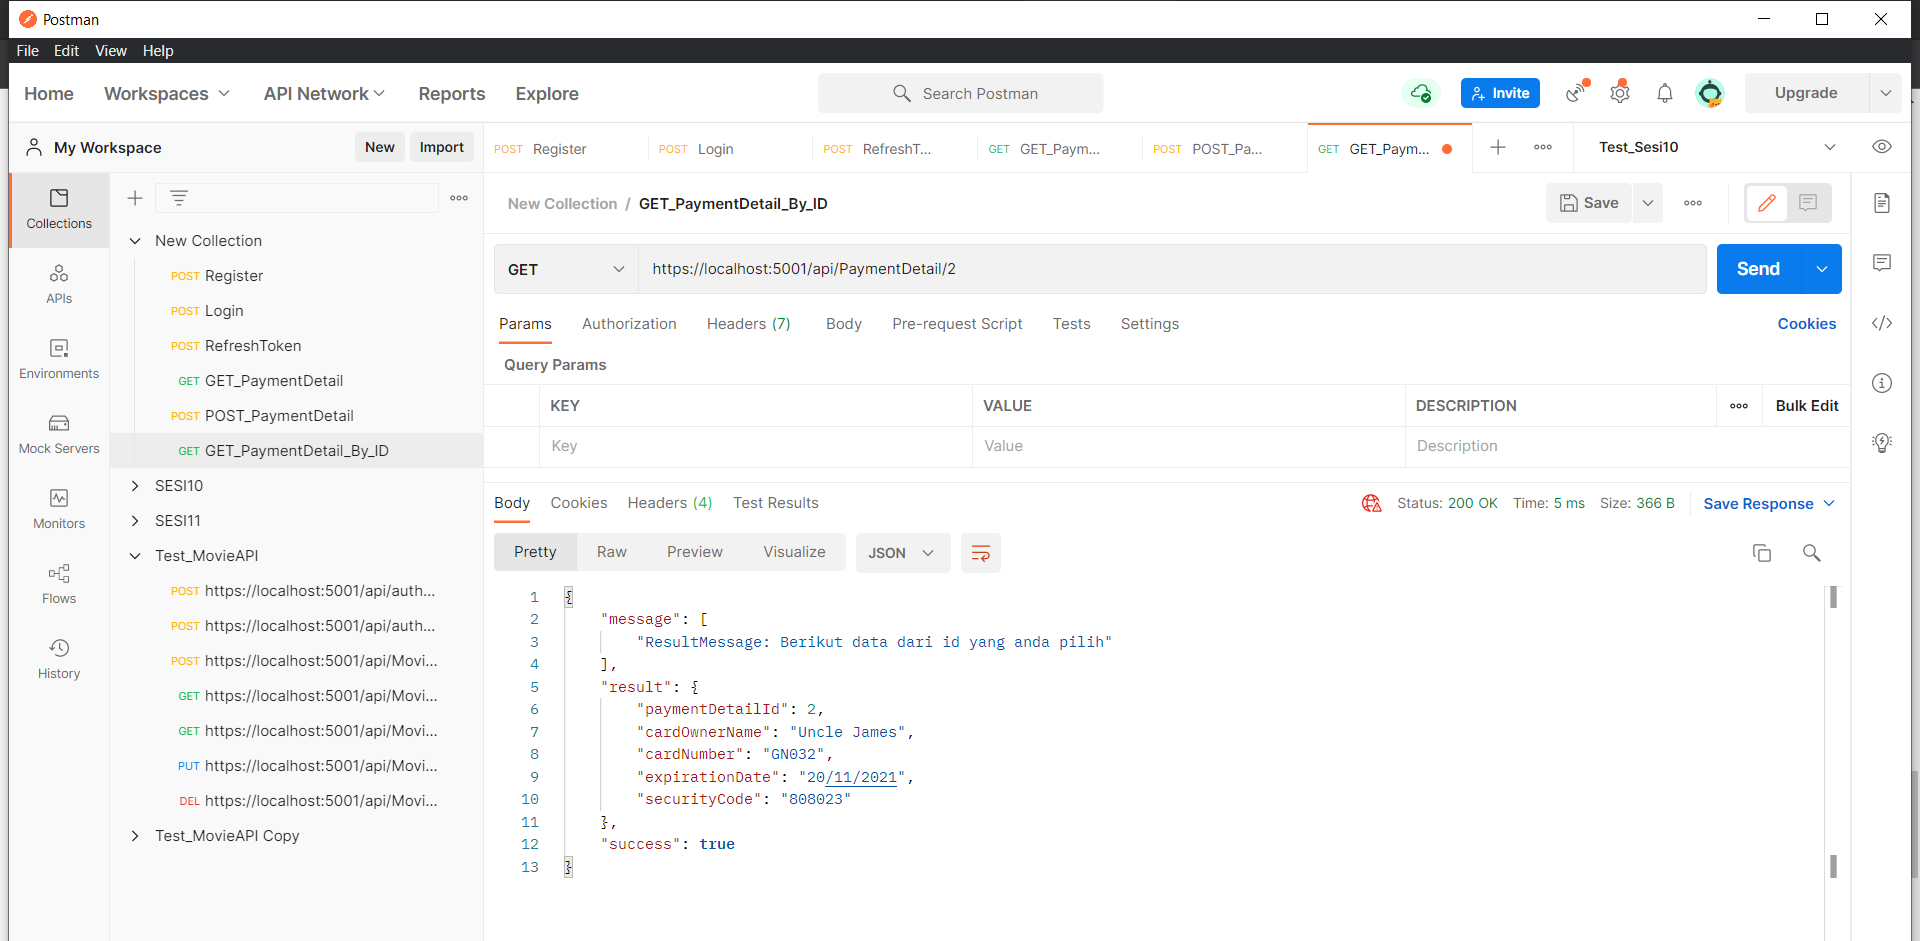 Postman
File Edit View Help
Home Workspaces API Network Reports Explore Search Postman Invite Upgrade
My Workspace New Import
POST Register POST Login POST RefreshT... GET GET_Paym... POST POST_Pa... GET GET_Paym... Test_Sesi10
Collections
APIs
Environments
Mock Servers
Monitors
Flows
History
New Collection
POST Register
POST Login
POST RefreshToken
GET GET_PaymentDetail
POST POST_PaymentDetail
GET GET_PaymentDetail_By_ID
SESI10
SESI11
Test_MovieAPI
POST https://localhost:5001/api/auth...
POST https://localhost:5001/api/auth...
POST https://localhost:5001/api/Movi...
GET https://localhost:5001/api/Movi...
GET https://localhost:5001/api/Movi...
PUT https://localhost:5001/api/Movi...
DEL https://localhost:5001/api/Movi...
Test_MovieAPI Copy
New Collection / GET_PaymentDetail_By_ID Save
GET https://localhost:5001/api/PaymentDetail/2 Send
Params Authorization Headers (7) Body Pre-request Script Tests Settings Cookies
Query Params
KEY VALUE DESCRIPTION Bulk Edit
Key Value Description
Body Cookies Headers (4) Test Results Status: 200 OK Time: 5 ms Size: 366 B Save Response
Pretty Raw Preview Visualize JSON
1 {
2 "message": [
3 "ResultMessage: Berikut data dari id yang anda pilih"
4 ],
5 "result": {
6 "paymentDetailId": 2,
7 "cardOwnerName": "Uncle James",
8 "cardNumber": "GN032",
9 "expirationDate": "20/11/2021",
10 "securityCode": "808023"
11 },
12 "success": true
13 }